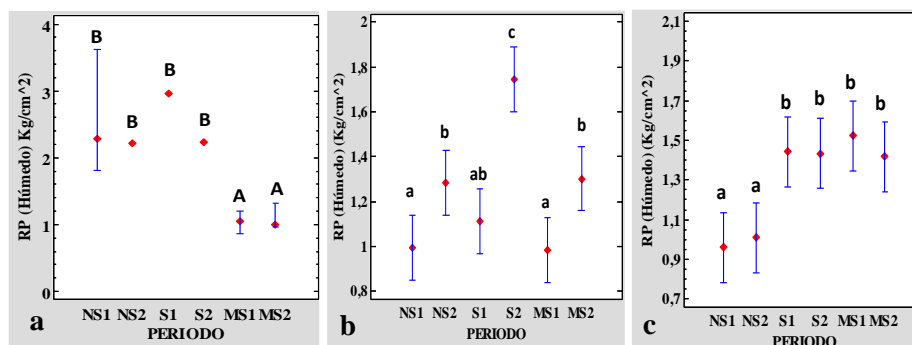 RP (Húmedo) Kg/cm^2)
4
3
2
1
0
B
B
B
B
A
A
NS1 NS2 S1 S2 MS1 MS2
PERIODO
a
RP (Húmedo) (Kg/cm^2)
2
1,8
1,6
1,4
1,2
1
0,8
a
b
ab
c
a
b
NS1 NS2 S1 S2 MS1 MS2
PERIODO
b
RP (Húmedo) (Kg/cm^2)
2,1
1,9
1,7
1,5
1,3
1,1
0,9
0,7
a
a
b
b
b
b
NS1 NS2 S1 S2 MS1 MS2
PERIODO
c